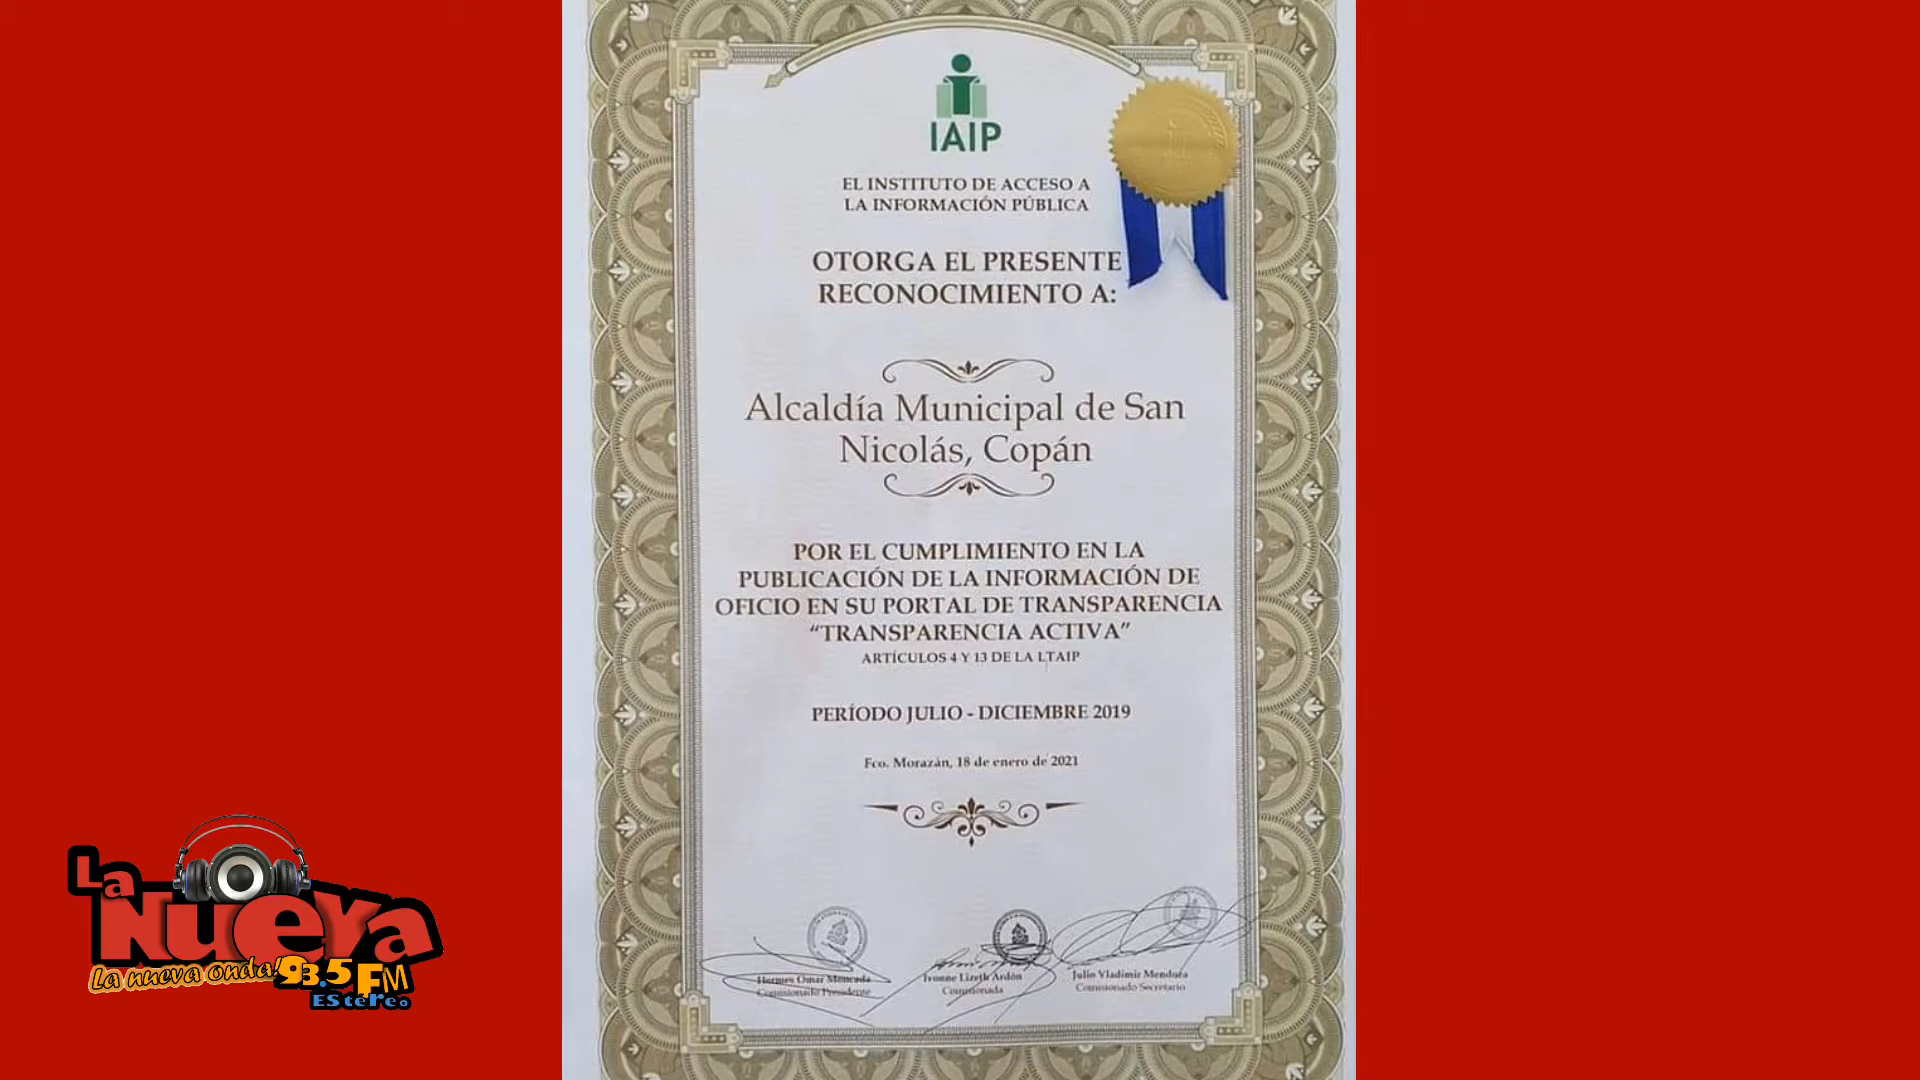 IAIP
EL INSTITUTO DE ACCESO A
LA INFORMACIÓN PÚBLICA
OTORGA EL PRESENTE
RECONOCIMIENTO A:
Alcaldía Municipal de San
Nicolás, Copán
POR EL CUMPLIMIENTO EN LA
PUBLICACIÓN DE LA INFORMACIÓN DE
OFICIO EN SU PORTAL DE TRANSPARENCIA
“TRANSPARENCIA ACTIVA”
ARTÍCULOS 4 Y 13 DE LA LTAIP
PERÍODO JULIO - DICIEMBRE 2019
Fco. Morazán, 18 de enero de 2021
Hermes Omar Moncada
Comisionado Presidente
Ivonne Lizeth Ardón
Comisionada
Julio Vladimir Mendoza
Comisionado Secretario
La
Nueva
La nueva onda!
93.5 FM
EStéreo